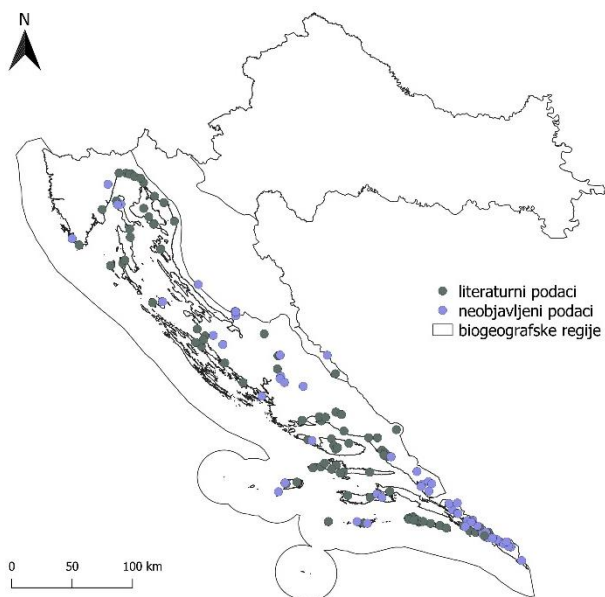 N
literaturni podaci
neobjavljeni podaci
biogeografske regije
0 50 100 km